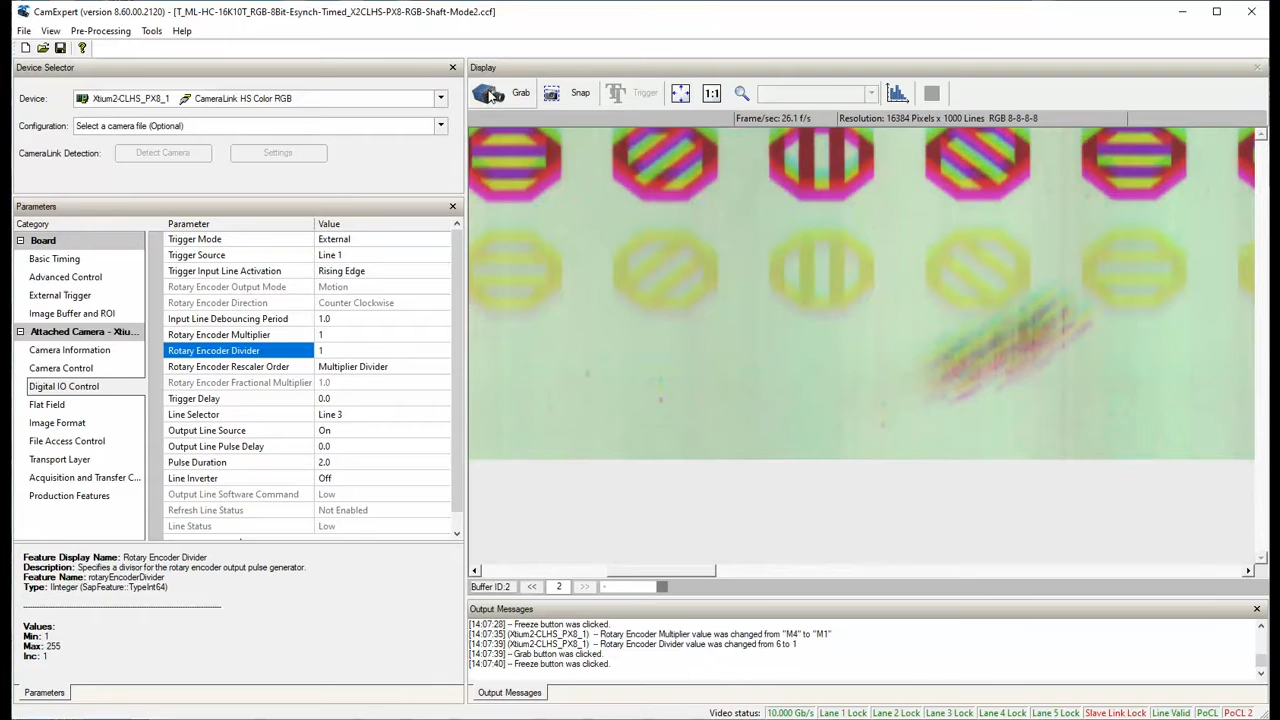 CamExpert (version 8.60.00.2120) - [T_ML-HC-16K10T_RGB-8Bit-Esynch-Timed_X2CLHS-PX8-RGB-Shaft-Mode2.ccf]
File View Pre-Processing Tools Help
Device Selector
Device: Xtium2-CLHS_PX8_1 CameraLink HS Color RGB
Configuration: Select a camera file (Optional)
CameraLink Detection: Detect Camera Settings
Parameters
Category
Board
Basic Timing
Advanced Control
External Trigger
Image Buffer and ROI
Attached Camera - Xtiu...
Camera Information
Camera Control
Digital IO Control
Flat Field
Image Format
File Access Control
Transport Layer
Acquisition and Transfer C...
Production Features
Parameter Value
Trigger Mode External
Trigger Source Line 1
Trigger Input Line Activation Rising Edge
Rotary Encoder Output Mode Motion
Rotary Encoder Direction Counter Clockwise
Input Line Debouncing Period 1.0
Rotary Encoder Multiplier 1
Rotary Encoder Divider 1
Rotary Encoder Rescaler Order Multiplier Divider
Rotary Encoder Fractional Multiplier 1.0
Trigger Delay 0.0
Line Selector Line 3
Output Line Source On
Output Line Pulse Delay 0.0
Pulse Duration 2.0
Line Inverter Off
Output Line Software Command Low
Refresh Line Status Not Enabled
Line Status Low
Feature Display Name: Rotary Encoder Divider
Description: Specifies a divisor for the rotary encoder output pulse generator.
Feature Name: rotaryEncoderDivider
Type: IInteger (SapFeature::TypeInt64)
Values:
Min: 1
Max: 255
Inc: 1
Parameters
Display
Grab Snap Trigger 1:1
Frame/sec: 26.1 f/s Resolution: 16384 Pixels x 1000 Lines RGB 8-8-8-8
Buffer ID:2 << 2 >>
Output Messages
[14:07:28] -- Freeze button was clicked.
[14:07:35] (Xtium2-CLHS_PX8_1) -- Rotary Encoder Multiplier value was changed from "M4" to "M1"
[14:07:39] (Xtium2-CLHS_PX8_1) -- Rotary Encoder Divider value was changed from 6 to 1
[14:07:39] -- Grab button was clicked.
[14:07:40] -- Freeze button was clicked.
Output Messages
Video status: 10.000 Gb/s Lane 1 Lock Lane 2 Lock Lane 3 Lock Lane 4 Lock Lane 5 Lock Slave Link Lock Line Valid PoCL PoCL 2